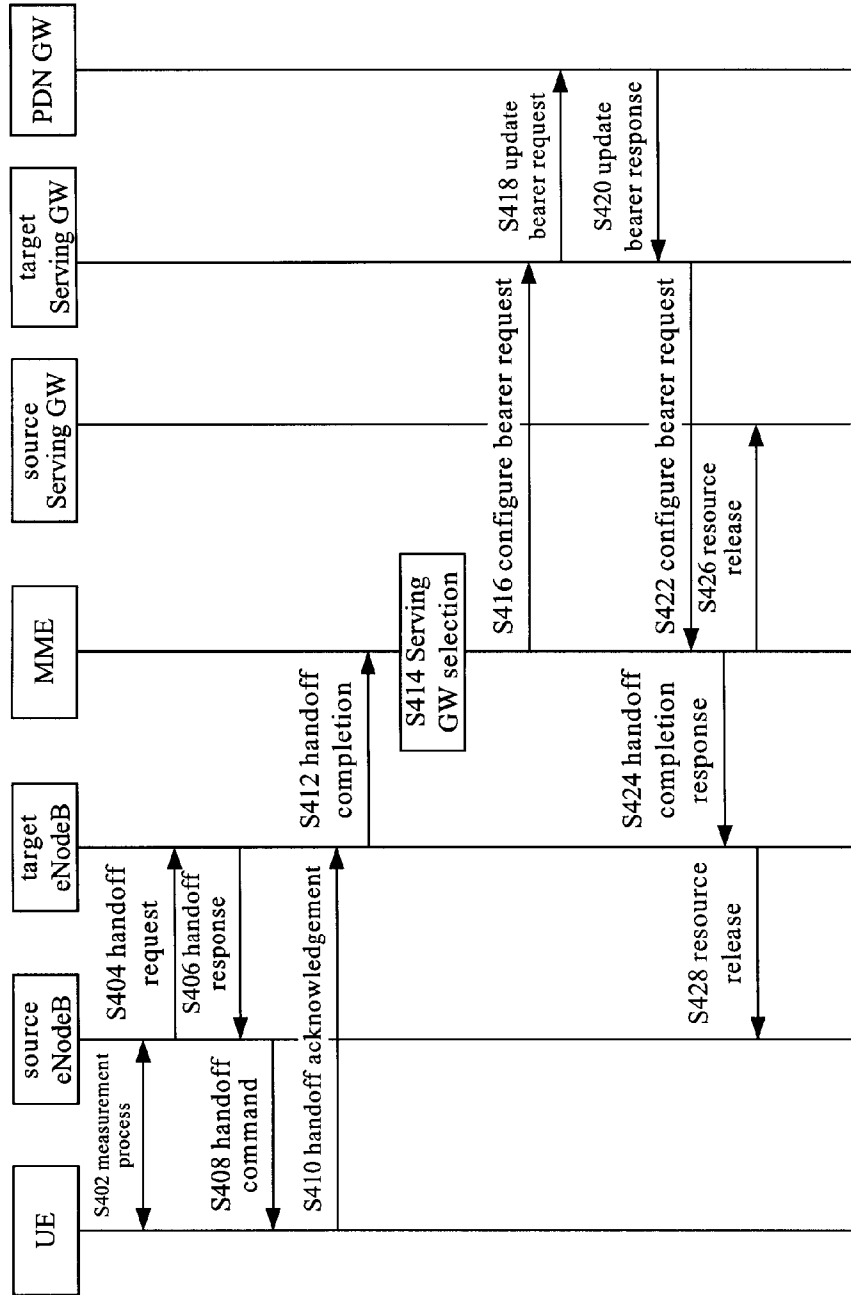 UE
source
eNodeB
target
eNodeB
MME
source
Serving GW
target
Serving GW
PDN GW
S402 measurement
process
S404 handoff
request
S406 handoff
response
S408 handoff
command
S410 handoff acknowledgement
S412 handoff
completion
S414 Serving
GW selection
S416 configure bearer request
S418 update
bearer request
S420 update
bearer response
S422 configure bearer request
S424 handoff
completion
response
S426 resource
release
S428 resource
release